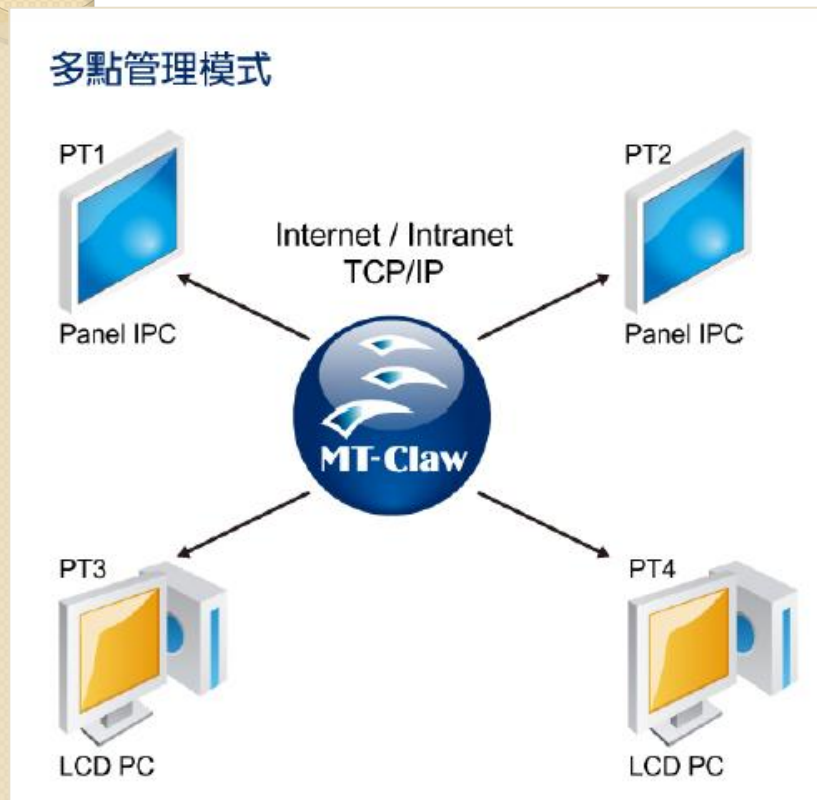 多點管理模式
PT1
PT2
Internet / Intranet
TCP/IP
Panel IPC
Panel IPC
MT-Claw
PT3
PT4
LCD PC
LCD PC